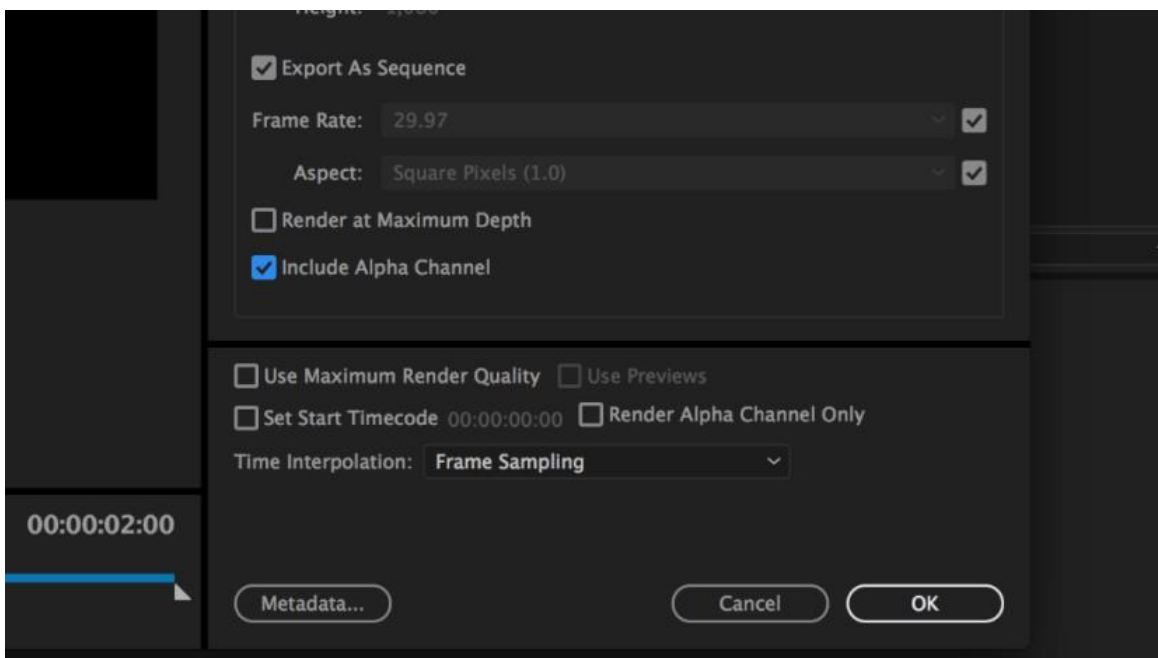 Export As Sequence
Frame Rate: 29.97
Aspect: Square Pixels (1.0)
Render at Maximum Depth
Include Alpha Channel
Use Maximum Render Quality Use Previews
Set Start Timecode 00:00:00:00 Render Alpha Channel Only
Time Interpolation: Frame Sampling
00:00:02:00
Metadata... Cancel OK